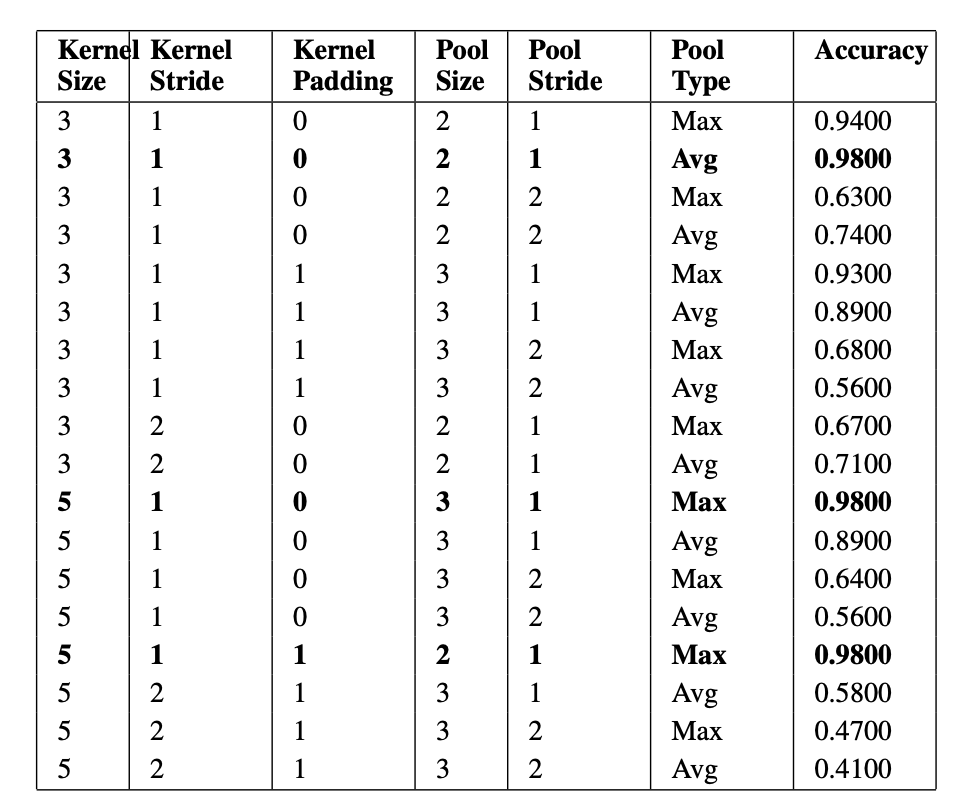 Kernel Kernel Kernel Pool Pool Pool Accuracy
Size Stride Padding Size Stride Type
3 1 0 2 1 Max 0.9400
3 1 0 2 1 Avg 0.9800
3 1 0 2 2 Max 0.6300
3 1 0 2 2 Avg 0.7400
3 1 1 3 1 Max 0.9300
3 1 1 3 1 Avg 0.8900
3 1 1 3 2 Max 0.6800
3 1 1 3 2 Avg 0.5600
3 2 0 2 1 Max 0.6700
3 2 0 2 1 Avg 0.7100
5 1 0 3 1 Max 0.9800
5 1 0 3 1 Avg 0.8900
5 1 0 3 2 Max 0.6400
5 1 0 3 2 Avg 0.5600
5 1 1 2 1 Max 0.9800
5 2 1 3 1 Avg 0.5800
5 2 1 3 2 Max 0.4700
5 2 1 3 2 Avg 0.4100